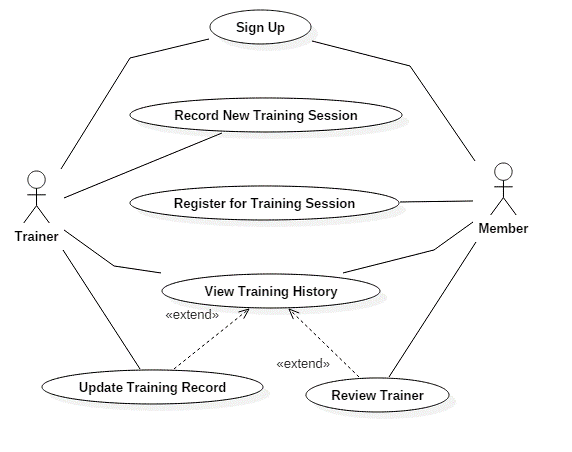 Sign Up
Record New Training Session
Register for Training Session
Trainer
Member
View Training History
«extend»
«extend»
Update Training Record
Review Trainer